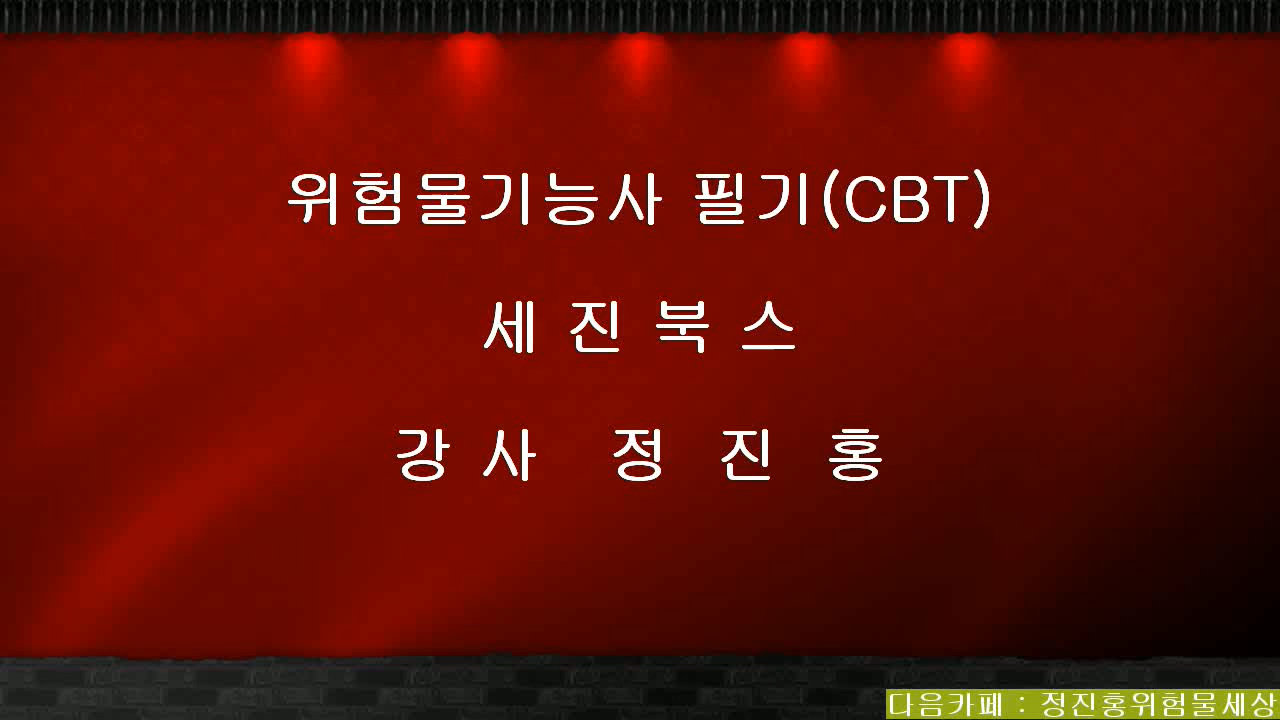 위험물기능사 필기(CBT)
세 진 북 스
강 사 정 진 홍
다음카페 : 정진홍위험물세상